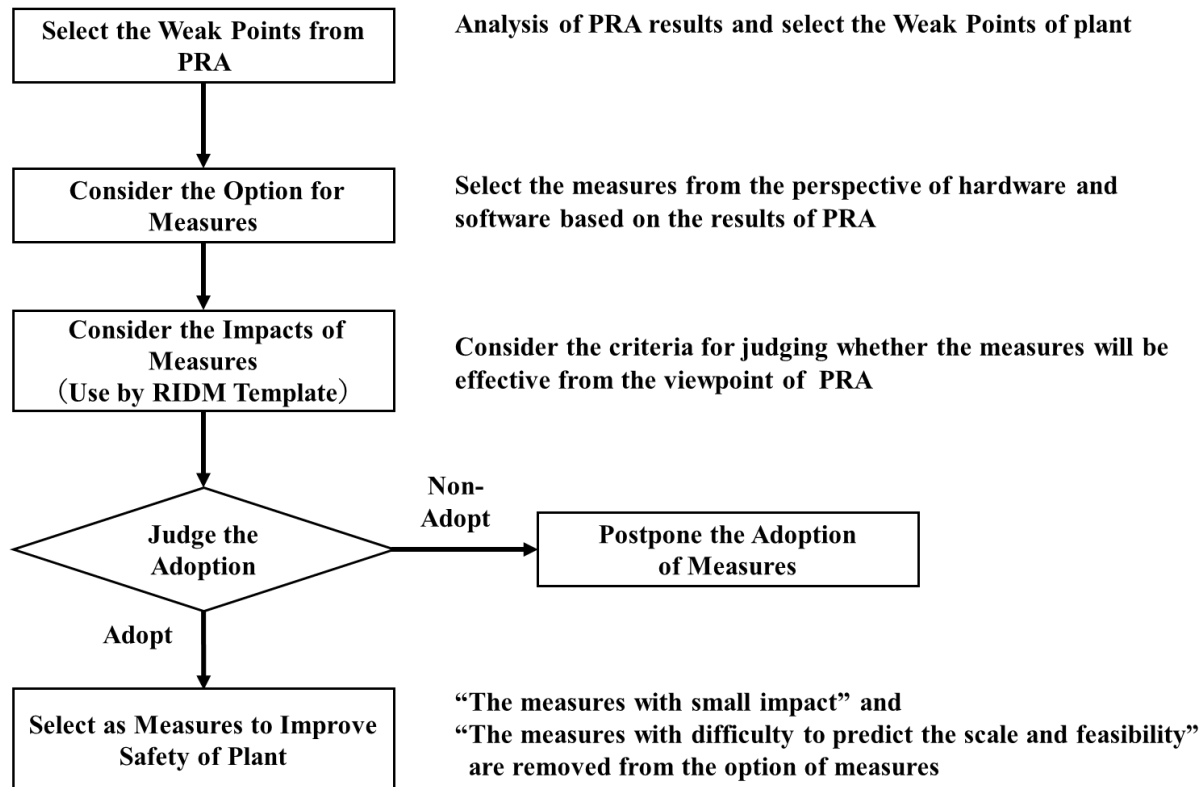 Select the Weak Points from
PRA
Analysis of PRA results and select the Weak Points of plant
Consider the Option for
Measures
Select the measures from the perspective of hardware and
software based on the results of PRA
Consider the Impacts of
Measures
（Use by RIDM Template）
Consider the criteria for judging whether the measures will be
effective from the viewpoint of PRA
Judge the
Adoption
Non-
Adopt
Postpone the Adoption
of Measures
Adopt
Select as Measures to Improve
Safety of Plant
“The measures with small impact” and
“The measures with difficulty to predict the scale and feasibility”
are removed from the option of measures